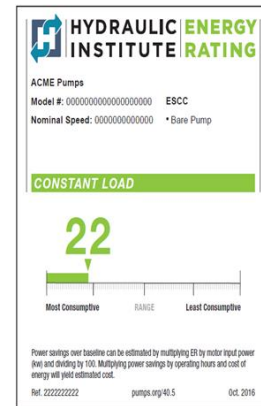 HYDRAULIC INSTITUTE
ENERGY RATING
ACME Pumps
Model #: 0000000000000000000 ESCC
Nominal Speed: 0000000000000 • Bare Pump
CONSTANT LOAD
22
Most Consumptive RANGE Least Consumptive
Power savings over baseline can be estimated by multiplying ER by motor input power
(kw) and dividing by 100. Multiplying power savings by operating hours and cost of
energy will yield estimated cost.
Ref. 2222222222 pumps.org/40.5 Oct. 2016